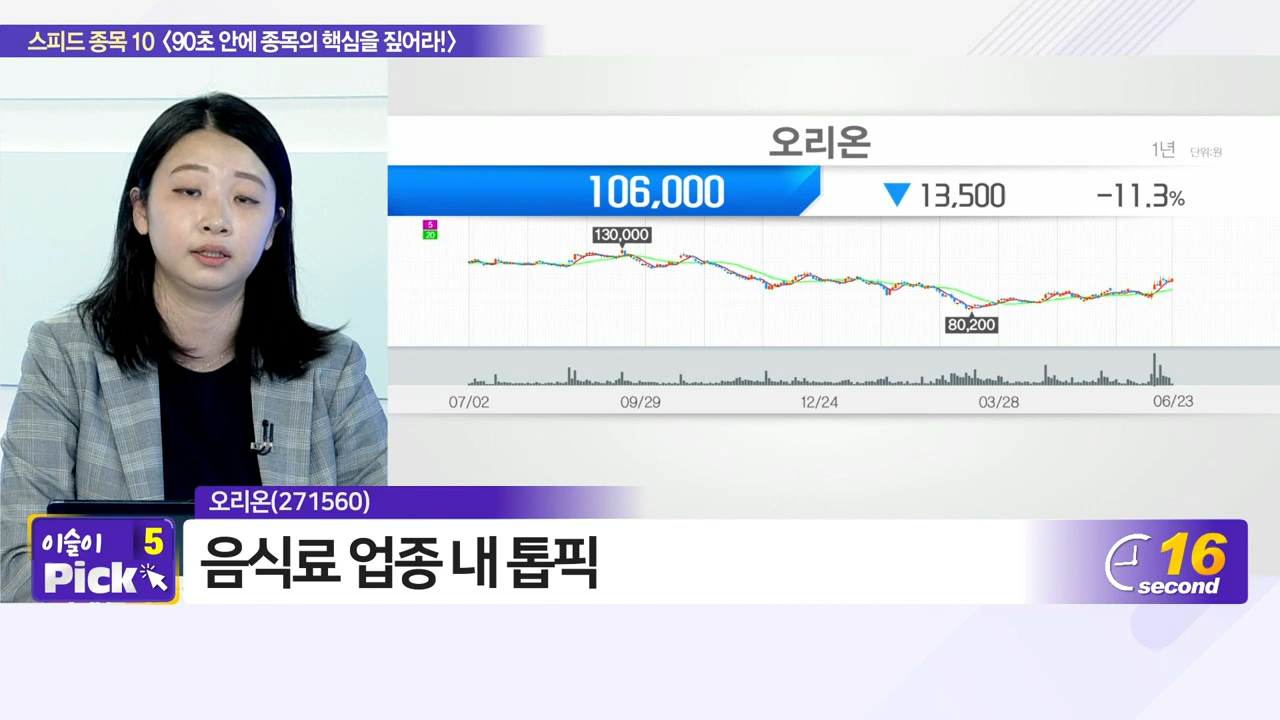 스피드 종목 10 〈90초 안에 종목의 핵심을 짚어라!〉
오리온
1년 단위:원
106,000 ▼ 13,500 -11.3%
5
20
130,000
80,200
07/02 09/29 12/24 03/28 06/23
오리온(271560)
이술이 5
Pick
음식료 업종 내 톱픽
16
second